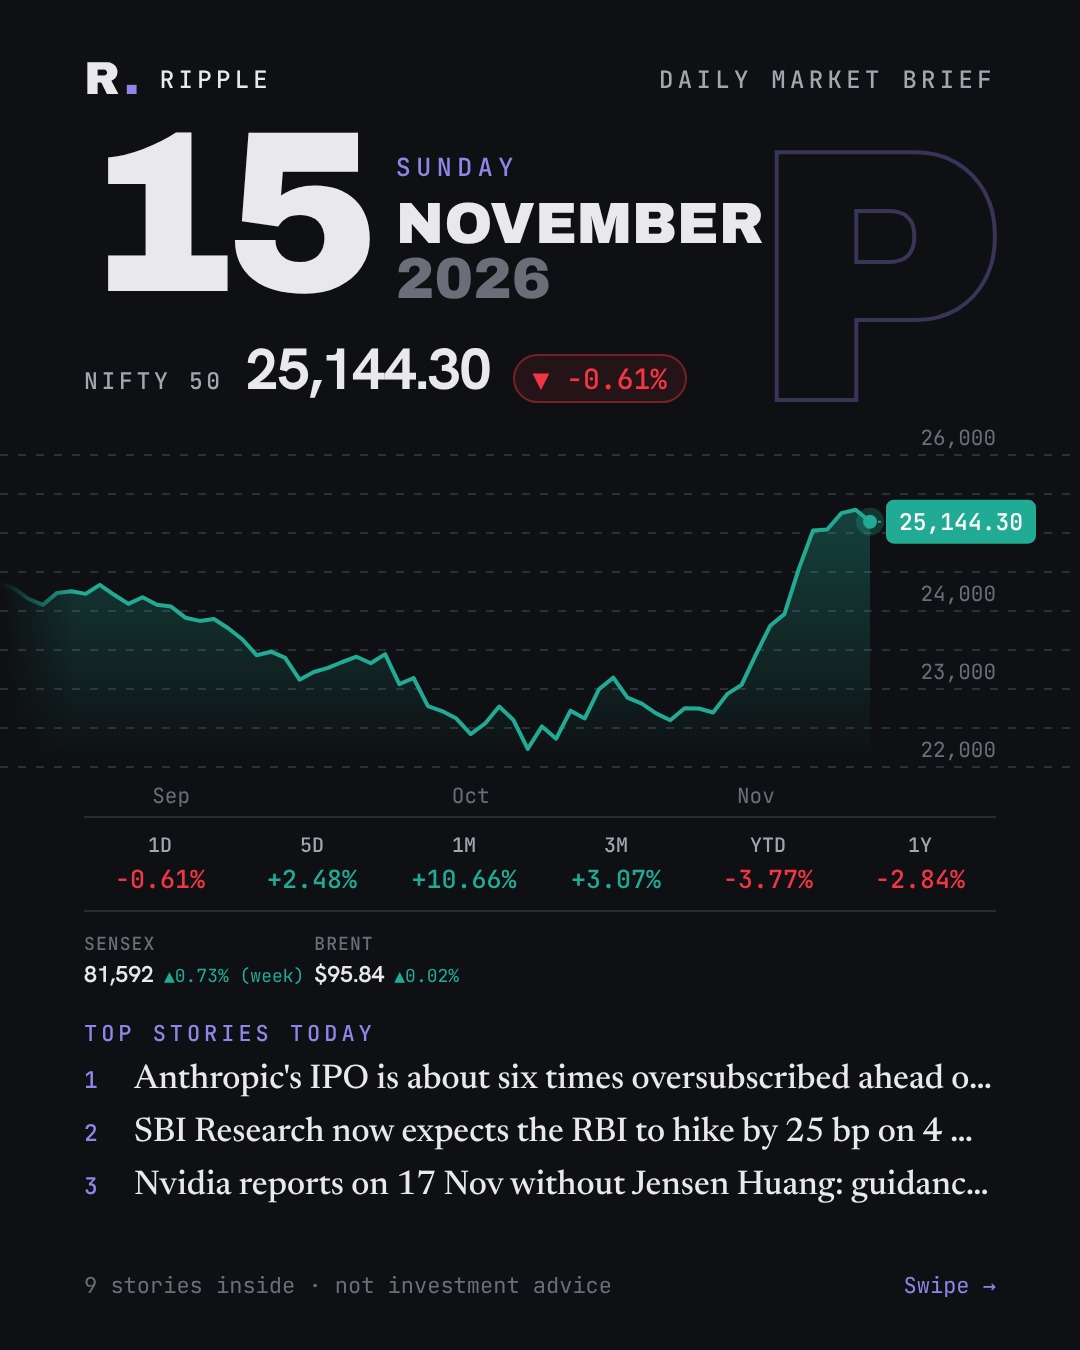 R. RIPPLE
DAILY MARKET BRIEF
15
SUNDAY
NOVEMBER
2026
P
NIFTY 50 25,144.30 ▼ -0.61%
26,000
25,144.30
24,000
23,000
22,000
Sep Oct Nov
1D 5D 1M 3M YTD 1Y
-0.61% +2.48% +10.66% +3.07% -3.77% -2.84%
SENSEX BRENT
81,592 ▲0.73% (week) $95.84 ▲0.02%
TOP STORIES TODAY
1 Anthropic's IPO is about six times oversubscribed ahead o...
2 SBI Research now expects the RBI to hike by 25 bp on 4 ...
3 Nvidia reports on 17 Nov without Jensen Huang: guidanc...
9 stories inside · not investment advice
Swipe →